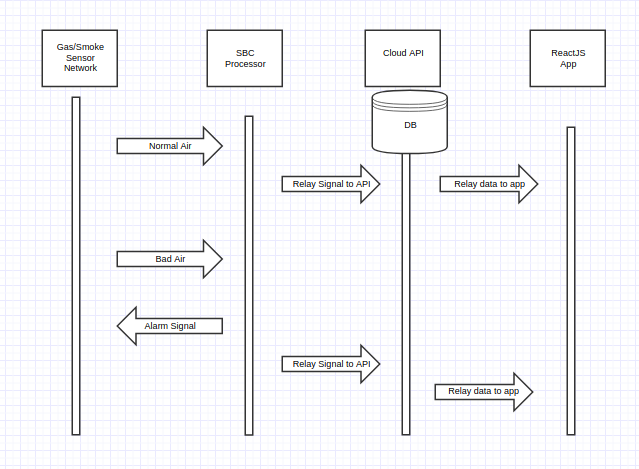 Gas/Smoke
Sensor
Network
SBC
Processor
Cloud API
ReactJS
App
DB
Normal Air
Relay Signal to API
Relay data to app
Bad Air
Alarm Signal
Relay Signal to API
Relay data to app